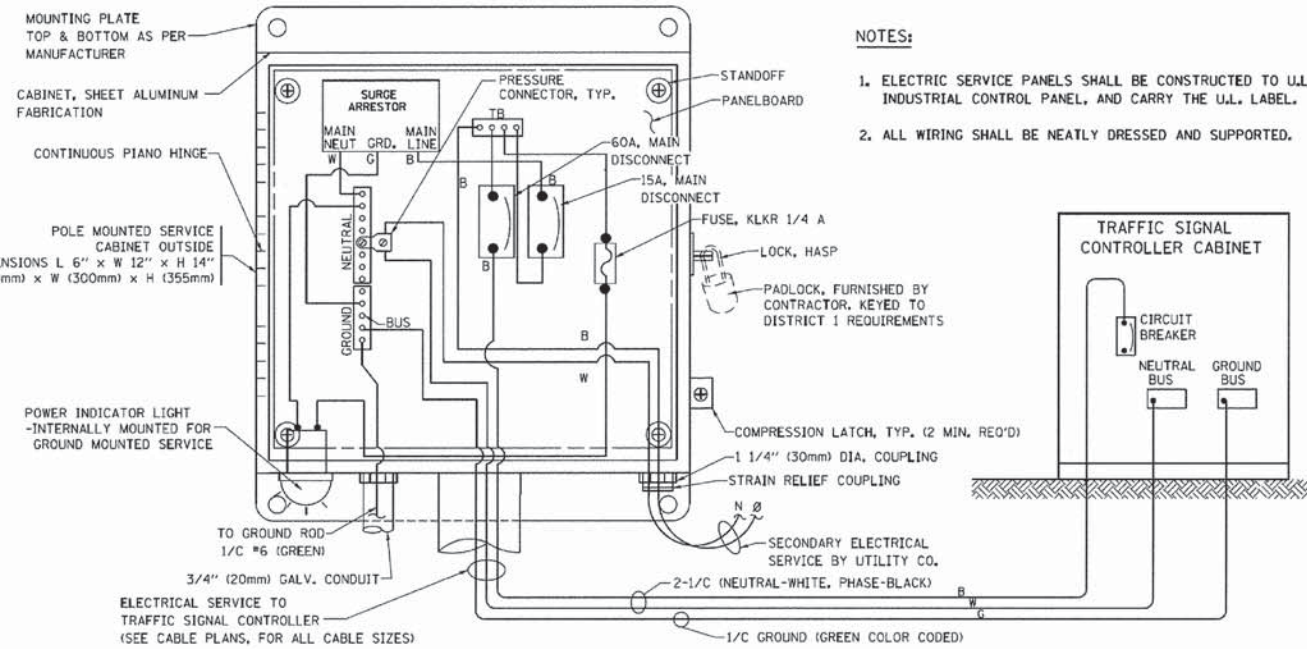 MOUNTING PLATE
TOP & BOTTOM AS PER
MANUFACTURER
CABINET, SHEET ALUMINUM
FABRICATION
CONTINUOUS PIANO HINGE
POLE MOUNTED SERVICE
CABINET OUTSIDE
ENSIONS L 6" x W 12" x H 14"
mm) x W (300mm) x H (355mm)
POWER INDICATOR LIGHT
-INTERNALLY MOUNTED FOR
GROUND MOUNTED SERVICE
SURGE
ARRESTOR
MAIN
NEUT
GRD.
MAIN
LINE
W
G
B
PRESSURE
CONNECTOR, TYP.
TB
STANDOFF
PANELBOARD
60A, MAIN
DISCONNECT
15A, MAIN
DISCONNECT
B
B
B
FUSE, KLKR 1/4 A
NEUTRAL
GROUND
BUS
LOCK, HASP
PADLOCK, FURNISHED BY
CONTRACTOR, KEYED TO
DISTRICT 1 REQUIREMENTS
B
W
COMPRESSION LATCH, TYP. (2 MIN. REQ'D)
1 1/4" (30mm) DIA. COUPLING
STRAIN RELIEF COUPLING
N Ø
SECONDARY ELECTRICAL
SERVICE BY UTILITY CO.
TO GROUND ROD
1/C #6 (GREEN)
3/4" (20mm) GALV. CONDUIT
ELECTRICAL SERVICE TO
TRAFFIC SIGNAL CONTROLLER
(SEE CABLE PLANS, FOR ALL CABLE SIZES)
2-1/C (NEUTRAL-WHITE, PHASE-BLACK)
B
W
G
1/C GROUND (GREEN COLOR CODED)
NOTES:
1. ELECTRIC SERVICE PANELS SHALL BE CONSTRUCTED TO U.L
INDUSTRIAL CONTROL PANEL, AND CARRY THE U.L. LABEL.
2. ALL WIRING SHALL BE NEATLY DRESSED AND SUPPORTED.
TRAFFIC SIGNAL
CONTROLLER CABINET
CIRCUIT
BREAKER
NEUTRAL
BUS
GROUND
BUS